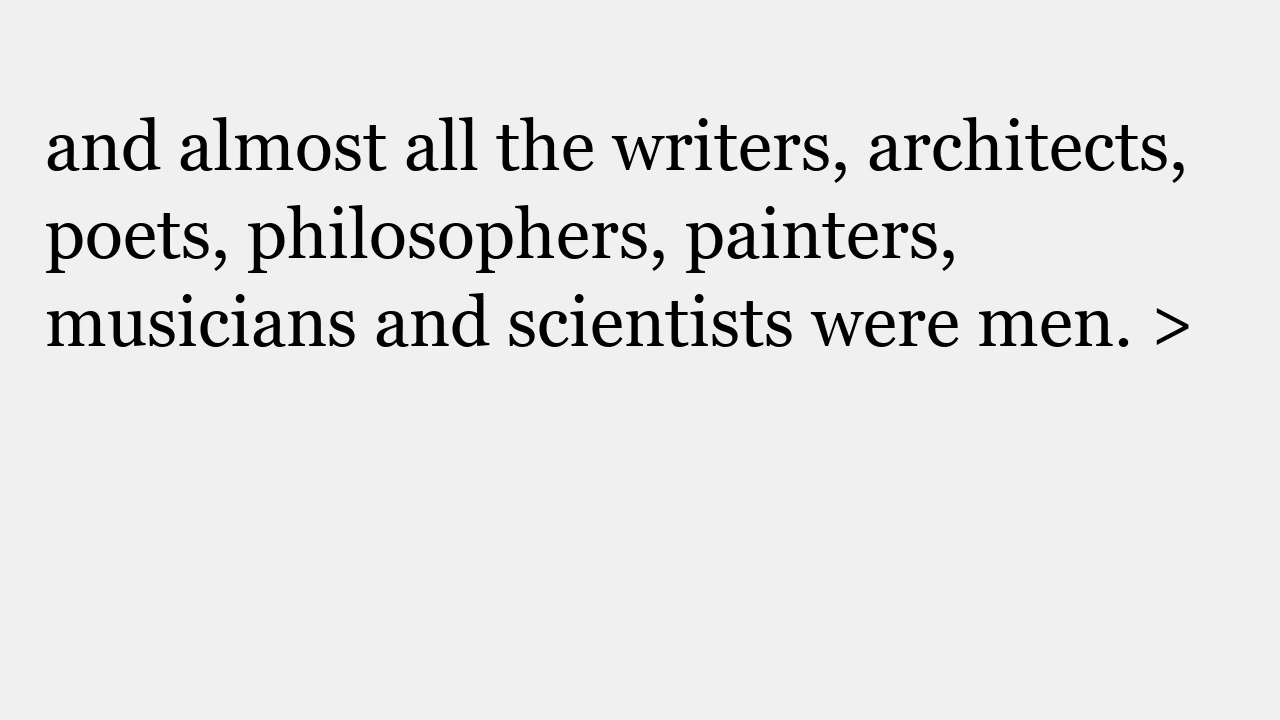 and almost all the writers, architects,
poets, philosophers, painters,
musicians and scientists were men. >